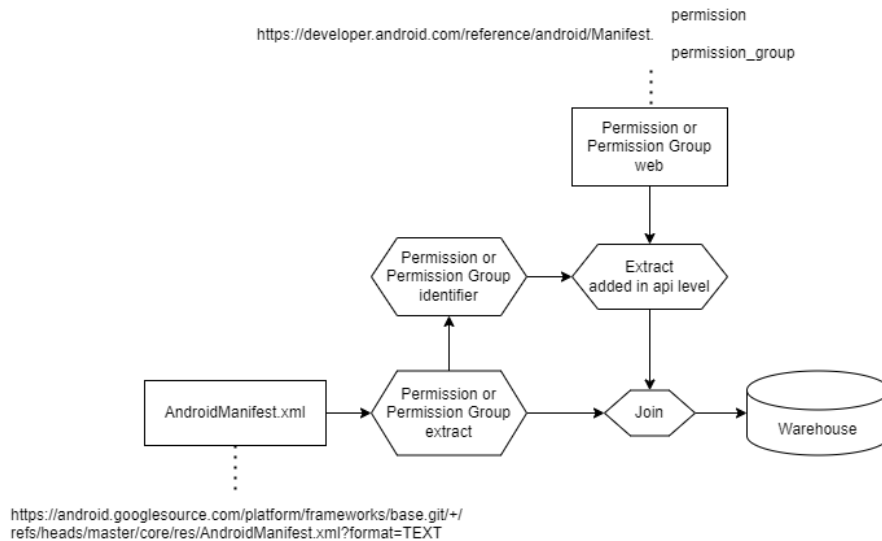 permission
https://developer.android.com/reference/android/Manifest.
permission_group
Permission or
Permission Group
web
Permission or
Permission Group
identifier
Extract
added in api level
AndroidManifest.xml
Permission or
Permission Group
extract
Join
Warehouse
https://android.googlesource.com/platform/frameworks/base.git/+/
refs/heads/master/core/res/AndroidManifest.xml?format=TEXT